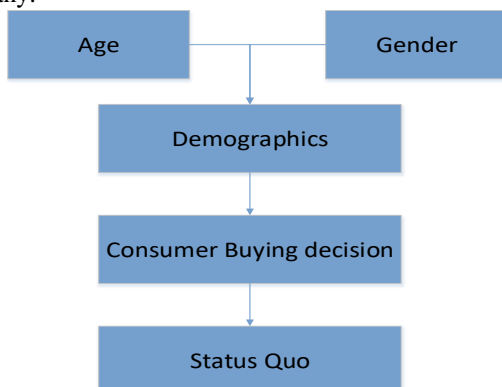 Age
Gender
Demographics
Consumer Buying decision
Status Quo